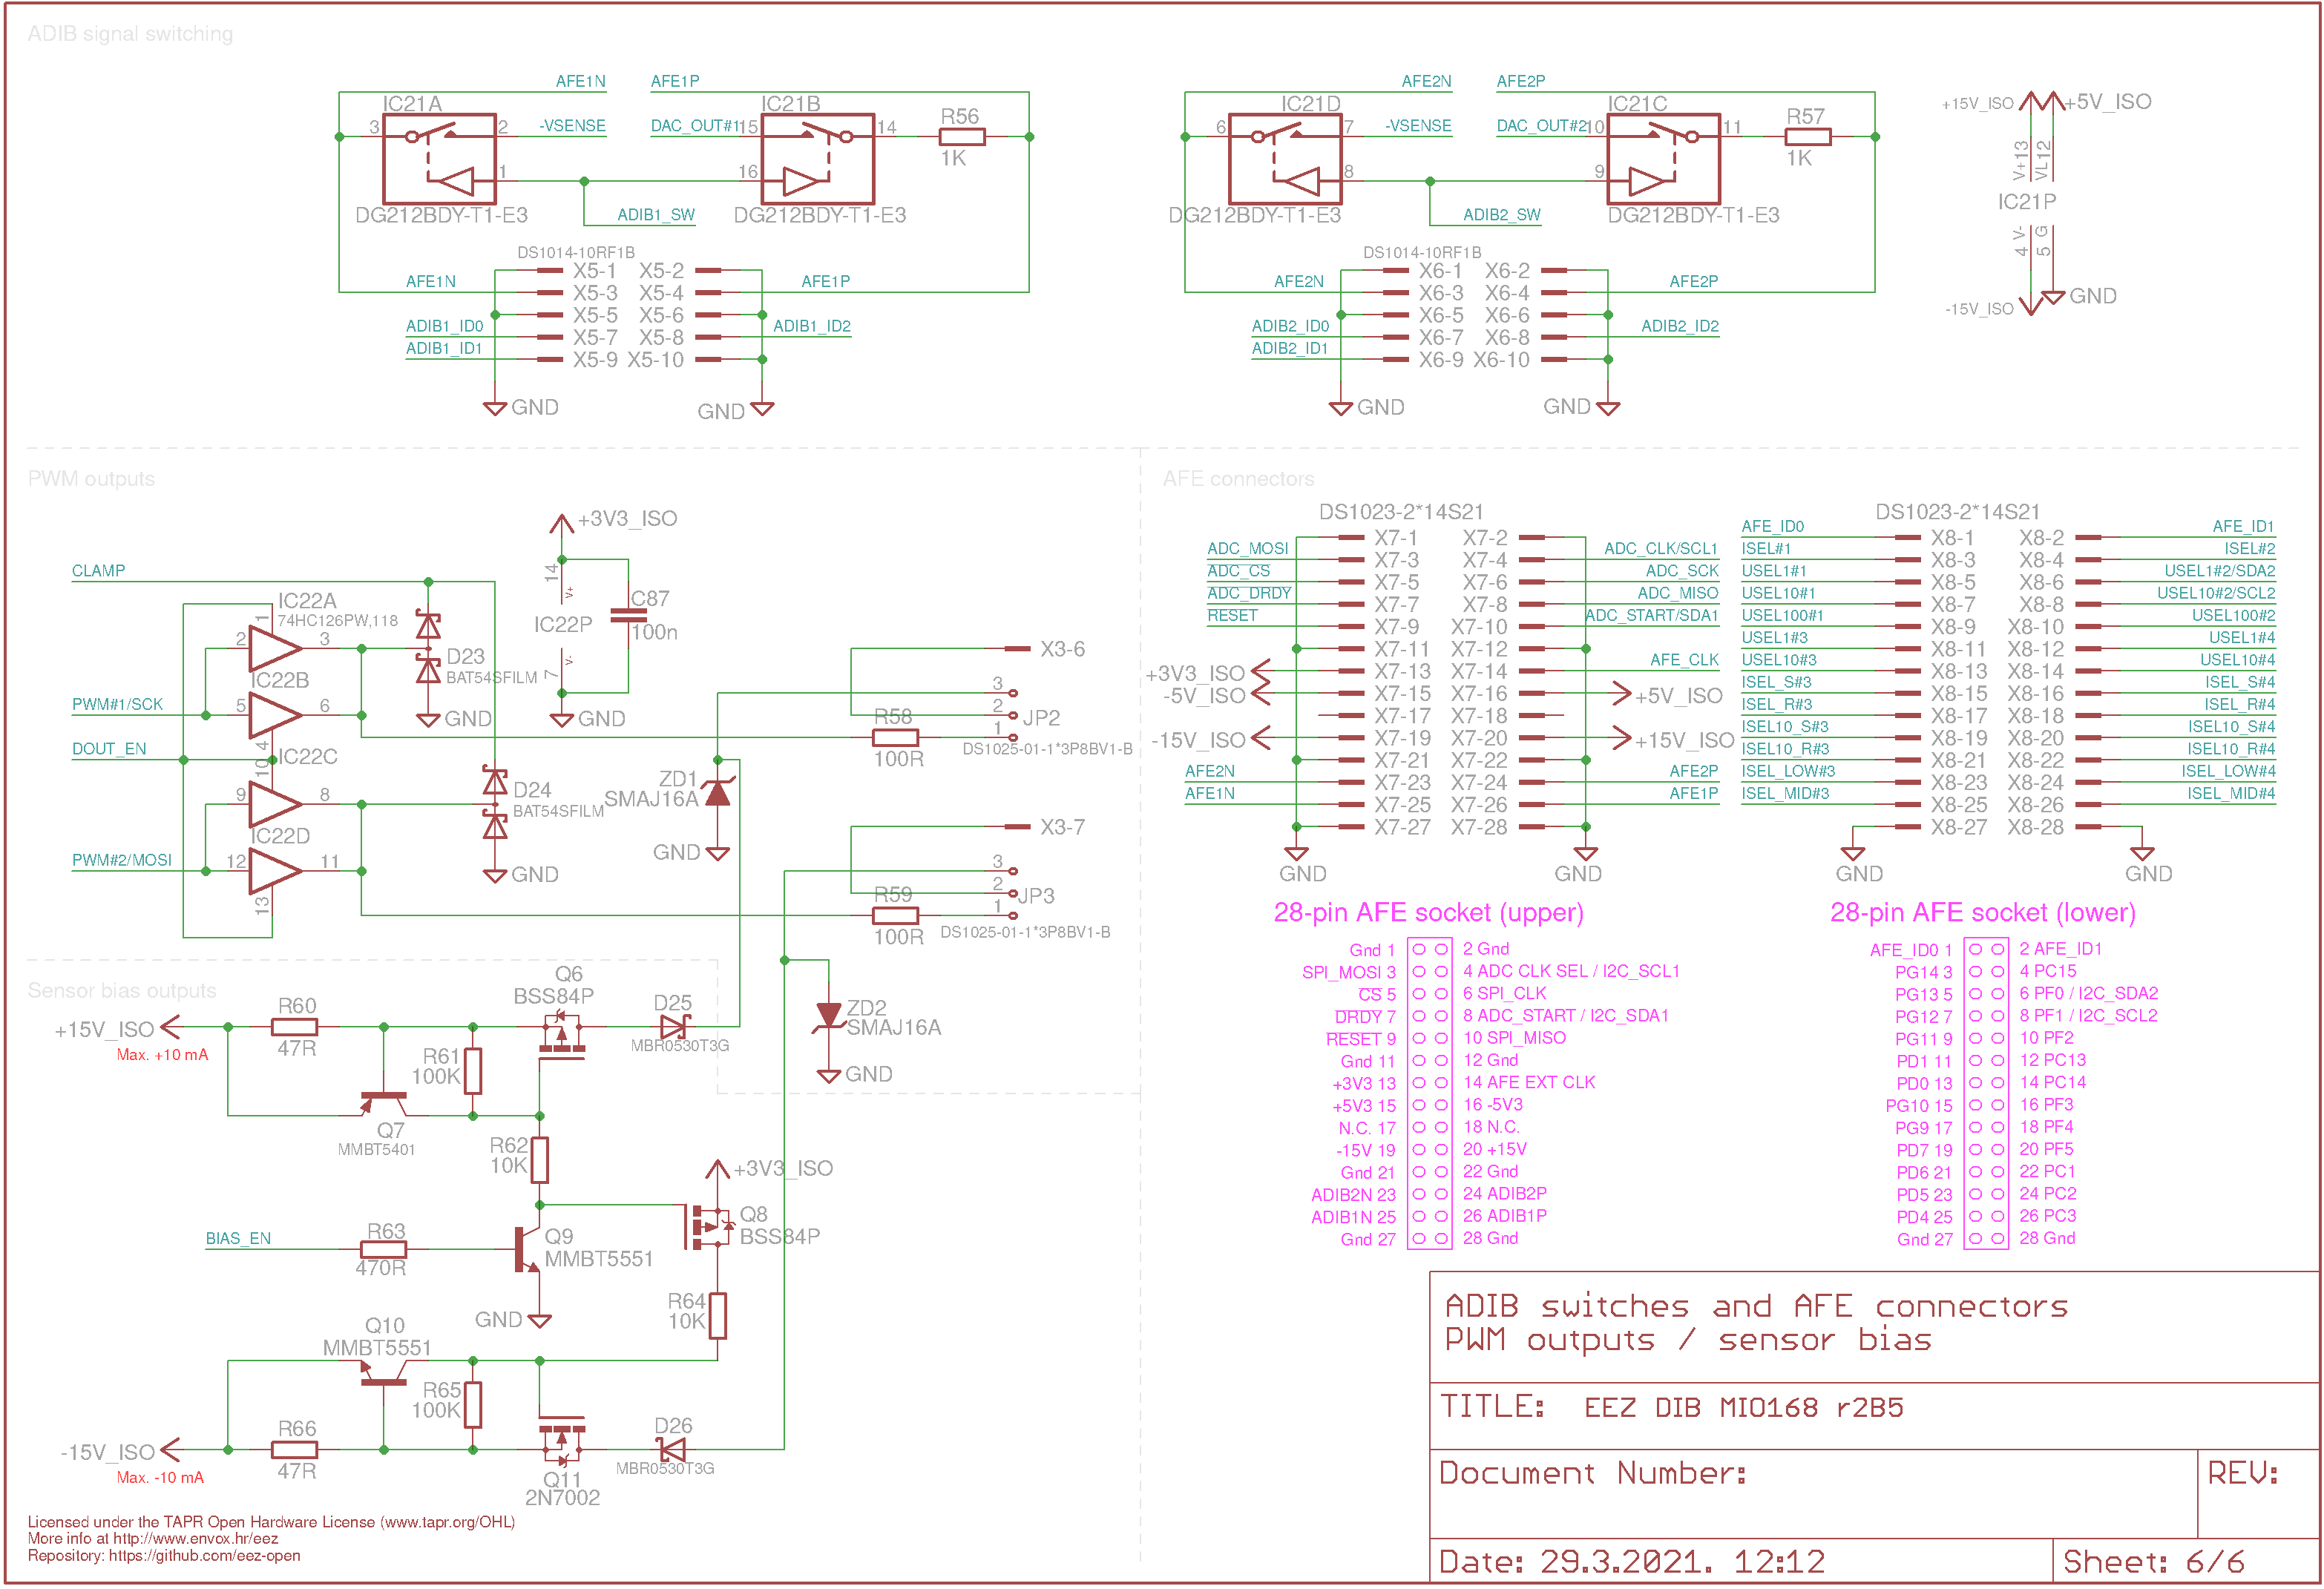 ADIB signal switching
AFE1N AFE1P
IC21A IC21B
3 2 -VSENSE DAC_OUT#1 15 14 R56
1K
1 16
DG212BDY-T1-E3 DG212BDY-T1-E3
ADIB1_SW
DS1014-10RF1B
X5-1 X5-2
AFE1N X5-3 X5-4 AFE1P
X5-5 X5-6
ADIB1_ID0 X5-7 X5-8 ADIB1_ID2
ADIB1_ID1 X5-9 X5-10
GND GND
AFE2N AFE2P
IC21D IC21C
6 7 -VSENSE DAC_OUT#2 10 11 R57
1K
8 9
DG212BDY-T1-E3 DG212BDY-T1-E3
ADIB2_SW
DS1014-10RF1B
X6-1 X6-2
AFE2N X6-3 X6-4 AFE2P
X6-5 X6-6
ADIB2_ID0 X6-7 X6-8 ADIB2_ID2
ADIB2_ID1 X6-9 X6-10
GND GND
+15V_ISO +5V_ISO
V+ 13 VL 12
IC21P
4 V- 5 G
-15V_ISO GND
PWM outputs
+3V3_ISO
CLAMP
14 V+
IC22A
74HC126PW,118
1 2 3
C87
100n
IC22P
D23
BAT54SFILM
7 V-
IC22B
PWM#1/SCK 5 6
GND GND
4
DOUT_EN
10 IC22C
9 8
D24
BAT54SFILM
IC22D
PWM#2/MOSI 12 11
13
GND
X3-6
3
2 JP2
1
R58
100R
DS1025-01-1*3P8BV1-B
ZD1
SMAJ16A
GND
X3-7
3
2 JP3
1
R59
100R
DS1025-01-1*3P8BV1-B
ZD2
SMAJ16A
GND
Sensor bias outputs
+15V_ISO
Max. +10 mA
R60
47R
Q6
BSS84P
D25
MBR0530T3G
R61
100K
Q7
MMBT5401
R62
10K
+3V3_ISO
Q8
BSS84P
BIAS_EN
R63
470R
Q9
MMBT5551
GND
R64
10K
Q10
MMBT5551
R65
100K
R66
47R
-15V_ISO
Max. -10 mA
Q11
2N7002
D26
MBR0530T3G
AFE connectors
DS1023-2*14S21
X7-1 X7-2
ADC_MOSI X7-3 X7-4 ADC_CLK/SCL1
ADC_CS X7-5 X7-6 ADC_SCK
ADC_DRDY X7-7 X7-8 ADC_MISO
RESET X7-9 X7-10 ADC_START/SDA1
X7-11 X7-12
+3V3_ISO X7-13 X7-14 AFE_CLK
-5V_ISO X7-15 X7-16 +5V_ISO
X7-17 X7-18
-15V_ISO X7-19 X7-20 +15V_ISO
X7-21 X7-22
AFE2N X7-23 X7-24 AFE2P
AFE1N X7-25 X7-26 AFE1P
X7-27 X7-28
GND GND
DS1023-2*14S21
AFE_ID0 X8-1 X8-2 AFE_ID1
ISEL#1 X8-3 X8-4 ISEL#2
USEL1#1 X8-5 X8-6 USEL1#2/SDA2
USEL10#1 X8-7 X8-8 USEL10#2/SCL2
USEL100#1 X8-9 X8-10 USEL100#2
USEL1#3 X8-11 X8-12 USEL1#4
USEL10#3 X8-13 X8-14 USEL10#4
ISEL_S#3 X8-15 X8-16 ISEL_S#4
ISEL_R#3 X8-17 X8-18 ISEL_R#4
ISEL10_S#3 X8-19 X8-20 ISEL10_S#4
ISEL10_R#3 X8-21 X8-22 ISEL10_R#4
ISEL_LOW#3 X8-23 X8-24 ISEL_LOW#4
ISEL_MID#3 X8-25 X8-26 ISEL_MID#4
X8-27 X8-28
GND GND
28-pin AFE socket (upper)
Gnd 1 2 Gnd
SPI_MOSI 3 4 ADC CLK SEL / I2C_SCL1
CS 5 6 SPI_CLK
DRDY 7 8 ADC_START / I2C_SDA1
RESET 9 10 SPI_MISO
Gnd 11 12 Gnd
+3V3 13 14 AFE EXT CLK
+5V3 15 16 -5V3
N.C. 17 18 N.C.
-15V 19 20 +15V
Gnd 21 22 Gnd
ADIB2N 23 24 ADIB2P
ADIB1N 25 26 ADIB1P
Gnd 27 28 Gnd
28-pin AFE socket (lower)
AFE_ID0 1 2 AFE_ID1
PG14 3 4 PC15
PG13 5 6 PF0 / I2C_SDA2
PG12 7 8 PF1 / I2C_SCL2
PG11 9 10 PF2
PD1 11 12 PC13
PD0 13 14 PC14
PG10 15 16 PF3
PG9 17 18 PF4
PD7 19 20 PF5
PD6 21 22 PC1
PD5 23 24 PC2
PD4 25 26 PC3
Gnd 27 28 Gnd
ADIB switches and AFE connectors
PWM outputs / sensor bias
TITLE: EEZ DIB MIO168 r2B5
Document Number: REV:
Date: 29.3.2021. 12:12 Sheet: 6/6
Licensed under the TAPR Open Hardware License (www.tapr.org/OHL)
More info at http://www.envox.hr/eez
Repository: https://github.com/eez-open